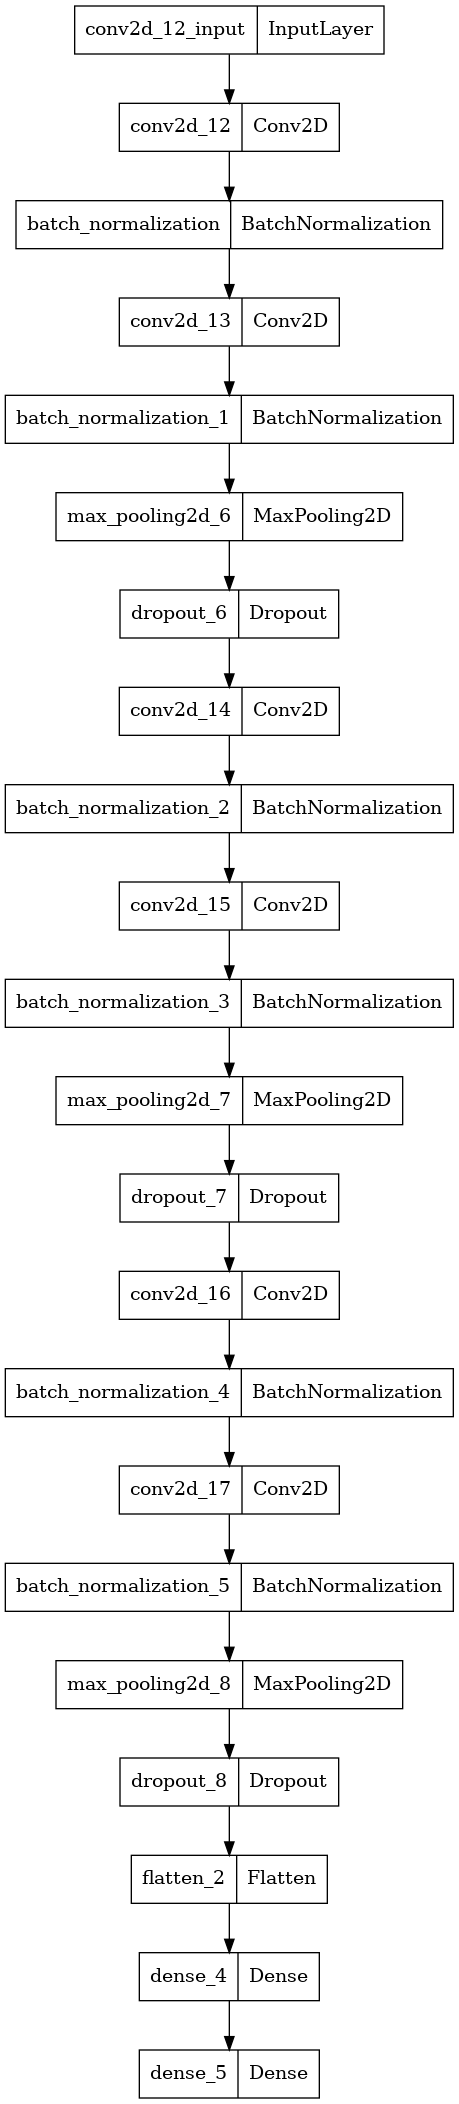 conv2d_12_input InputLayer
conv2d_12 Conv2D
batch_normalization BatchNormalization
conv2d_13 Conv2D
batch_normalization_1 BatchNormalization
max_pooling2d_6 MaxPooling2D
dropout_6 Dropout
conv2d_14 Conv2D
batch_normalization_2 BatchNormalization
conv2d_15 Conv2D
batch_normalization_3 BatchNormalization
max_pooling2d_7 MaxPooling2D
dropout_7 Dropout
conv2d_16 Conv2D
batch_normalization_4 BatchNormalization
conv2d_17 Conv2D
batch_normalization_5 BatchNormalization
max_pooling2d_8 MaxPooling2D
dropout_8 Dropout
flatten_2 Flatten
dense_4 Dense
dense_5 Dense